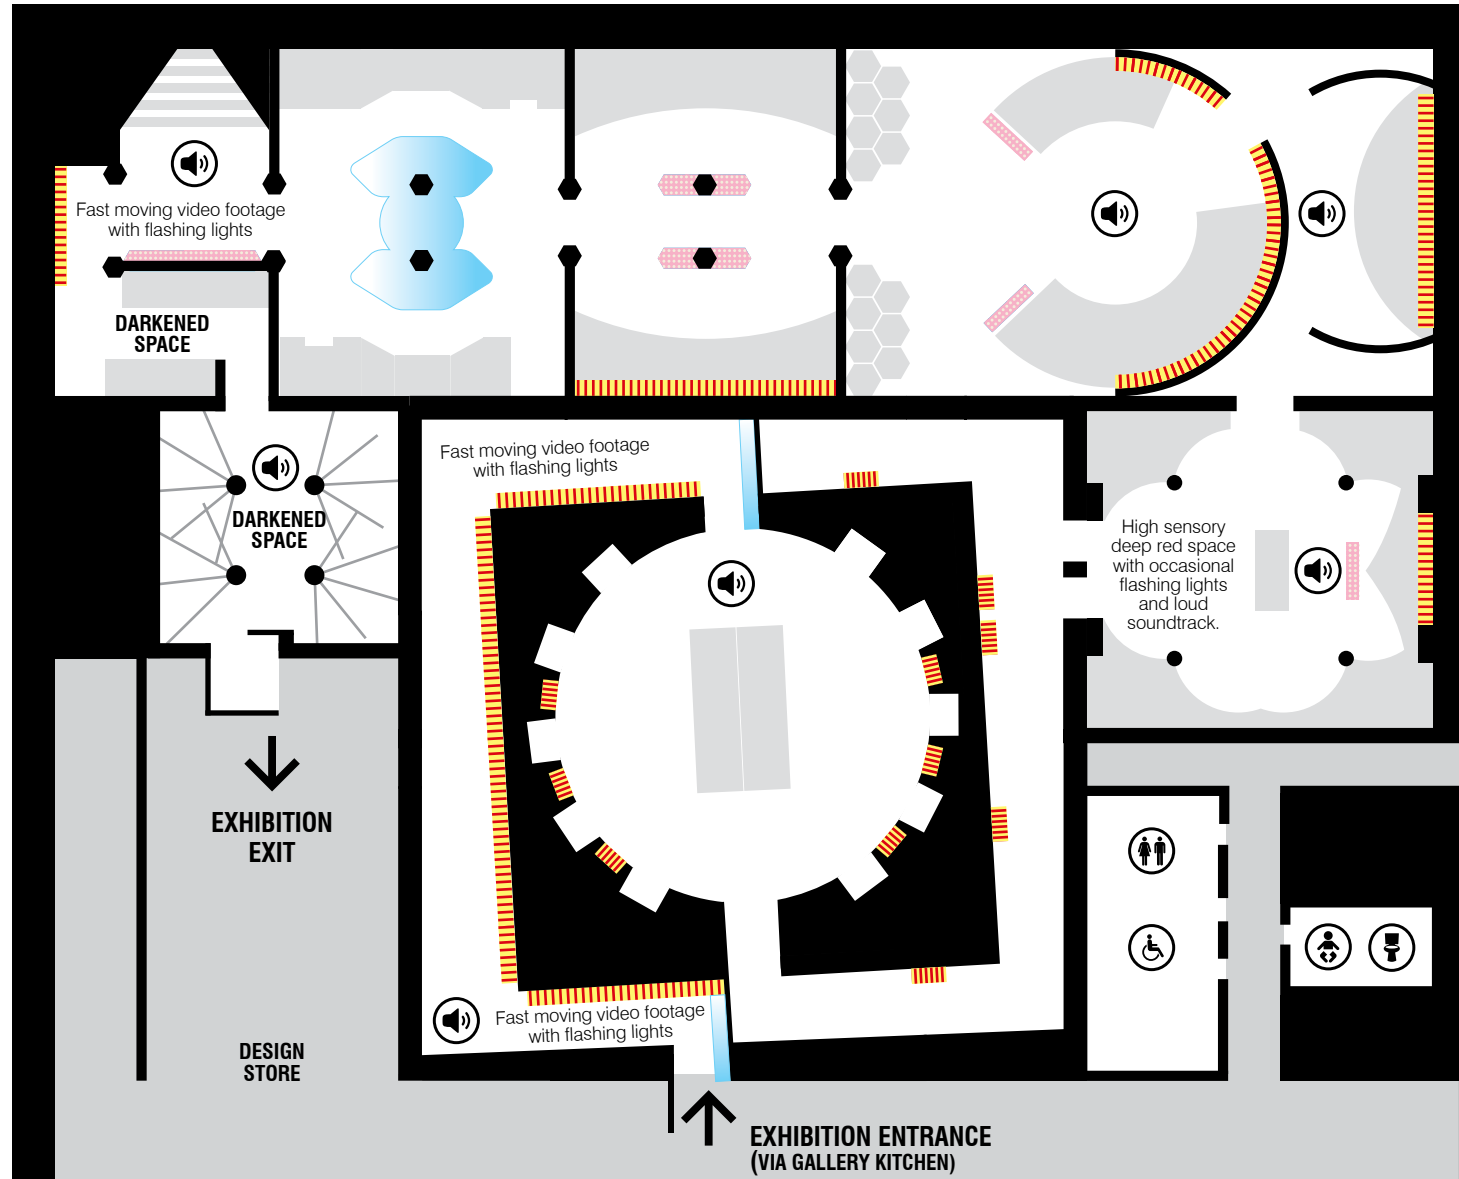 Fast moving video footage
with flashing lights
DARKENED
SPACE
DARKENED
SPACE
Fast moving video footage
with flashing lights
High sensory
deep red space
with occasional
flashing lights
and loud
soundtrack.
EXHIBITION
EXIT
Fast moving video footage
with flashing lights
DESIGN
STORE
EXHIBITION ENTRANCE
(VIA GALLERY KITCHEN)